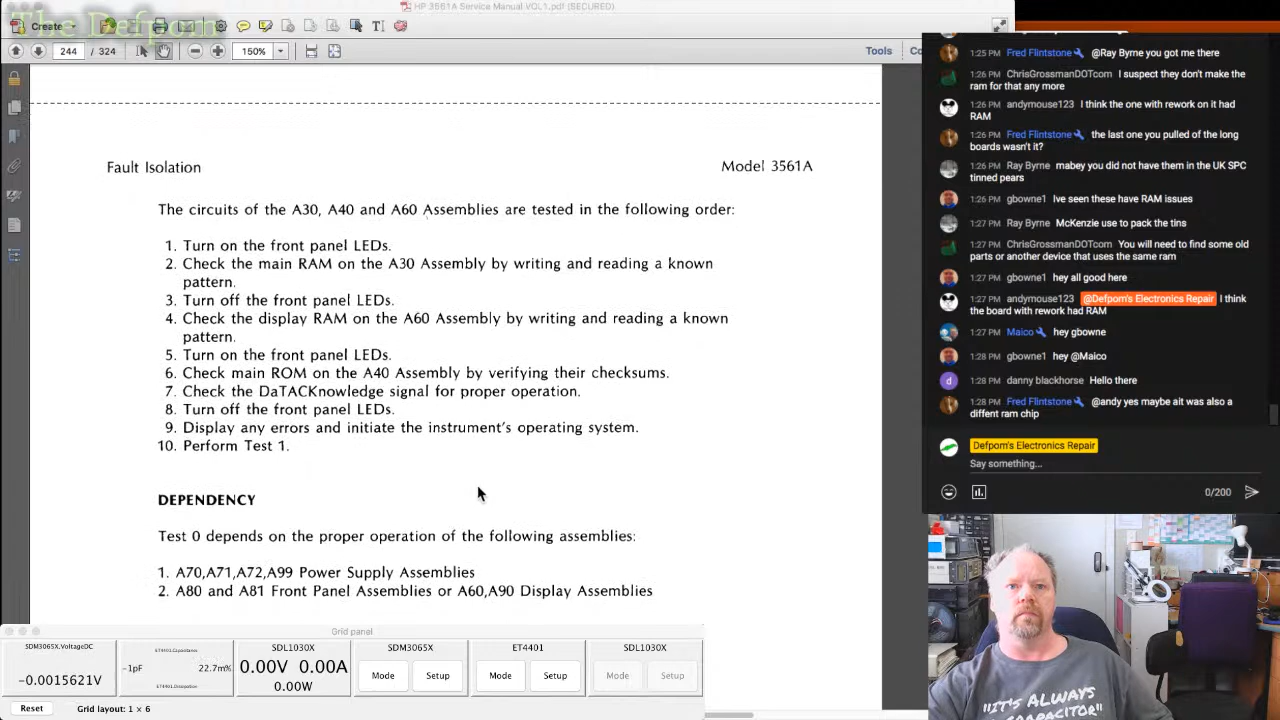 HP 3561A Service Manual VOL1.pdf (SECURED)
The Defpom
Create
244 / 324
150%
Tools
Fault Isolation
Model 3561A
The circuits of the A30, A40 and A60 Assemblies are tested in the following order:
1. Turn on the front panel LEDs.
2. Check the main RAM on the A30 Assembly by writing and reading a known
pattern.
3. Turn off the front panel LEDs.
4. Check the display RAM on the A60 Assembly by writing and reading a known
pattern.
5. Turn on the front panel LEDs.
6. Check main ROM on the A40 Assembly by verifying their checksums.
7. Check the DaTACKnowledge signal for proper operation.
8. Turn off the front panel LEDs.
9. Display any errors and initiate the instrument's operating system.
10. Perform Test 1.
DEPENDENCY
Test 0 depends on the proper operation of the following assemblies:
1. A70,A71,A72,A99 Power Supply Assemblies
2. A80 and A81 Front Panel Assemblies or A60,A90 Display Assemblies
Grid panel
SDM3065X.VoltageDC
-0.0015621V
ET4401.Capacitance
-1pF 22.7m%
ET4401.Dissipation
SDL1030X
0.00V 0.00A
0.00W
SDM3065X
Mode Setup
ET4401
Mode Setup
SDL1030X
Mode Setup
Reset
Grid layout: 1 × 6
1:25 PM Fred Flintstone @Ray Byrne you got me there
1:26 PM ChrisGrossmanDOTcom I suspect they don't make the
ram for that any more
1:26 PM andymouse123 I think the one with rework on it had
RAM
1:26 PM Fred Flintstone the last one you pulled of the long
boards wasn't it?
1:26 PM Ray Byrne mabey you did not have them in the UK SPC
tinned pears
1:26 PM gbowne1 Ive seen these have RAM issues
1:27 PM Ray Byrne McKenzie use to pack the tins
1:27 PM ChrisGrossmanDOTcom You will need to find some old
parts or another device that uses the same ram
1:27 PM gbowne1 hey all good here
1:27 PM andymouse123 @Defpom's Electronics Repair I think
the board with rework had RAM
1:27 PM Maico hey gbowne
1:28 PM gbowne1 hey @Maico
d 1:28 PM danny blackhorse Hello there
1:28 PM Fred Flintstone @andy yes maybe ait was also a
diffent ram chip
Defpom's Electronics Repair
Say something...
0/200
"IT'S ALWAYS
CAPACITOR"